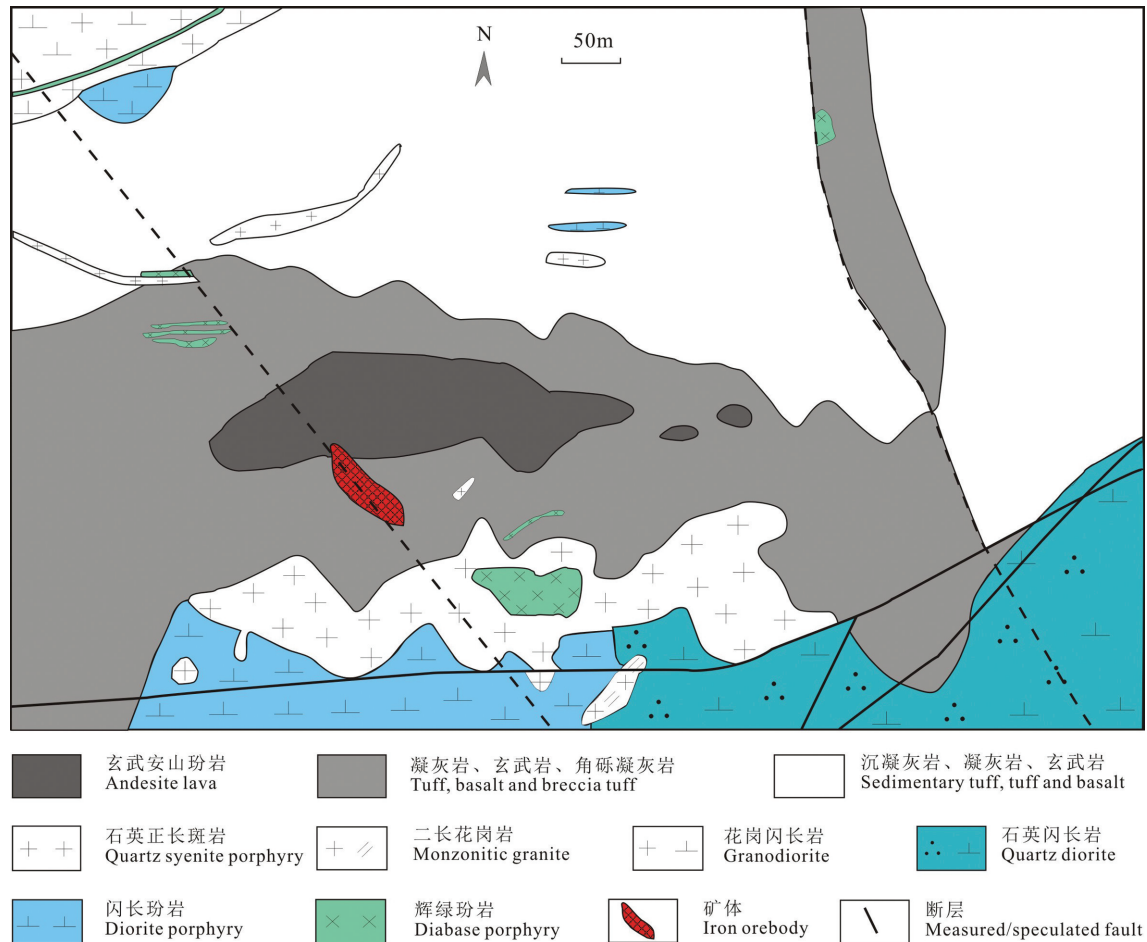 N
50m
玄武安山玢岩
Andesite lava
凝灰岩、玄武岩、角砾凝灰岩
Tuff, basalt and breccia tuff
沉凝灰岩、凝灰岩、玄武岩
Sedimentary tuff, tuff and basalt
石英正长斑岩
Quartz syenite porphyry
二长花岗岩
Monzonitic granite
花岗闪长岩
Granodiorite
石英闪长岩
Quartz diorite
闪长玢岩
Diorite porphyry
辉绿玢岩
Diabase porphyry
矿体
Iron orebody
断层
Measured/speculated fault